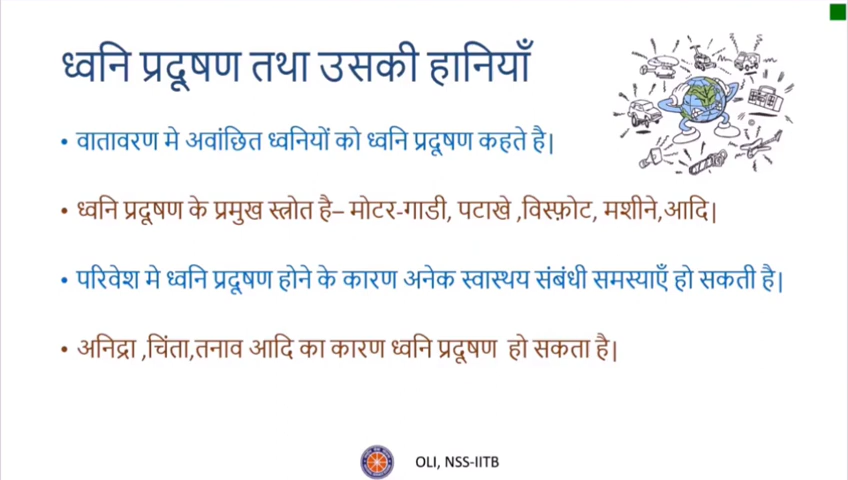 ध्वनि प्रदूषण तथा उसकी हानियाँ
• वातावरण मे अवांछित ध्वनियों को ध्वनि प्रदूषण कहते है।
• ध्वनि प्रदूषण के प्रमुख स्त्रोत है– मोटर-गाडी, पटाखे ,विस्फ़ोट, मशीने,आदि।
• परिवेश मे ध्वनि प्रदूषण होने के कारण अनेक स्वास्थय संबंधी समस्याएँ हो सकती है।
• अनिद्रा ,चिंता,तनाव आदि का कारण ध्वनि प्रदूषण हो सकता है।
OLI, NSS-IITB